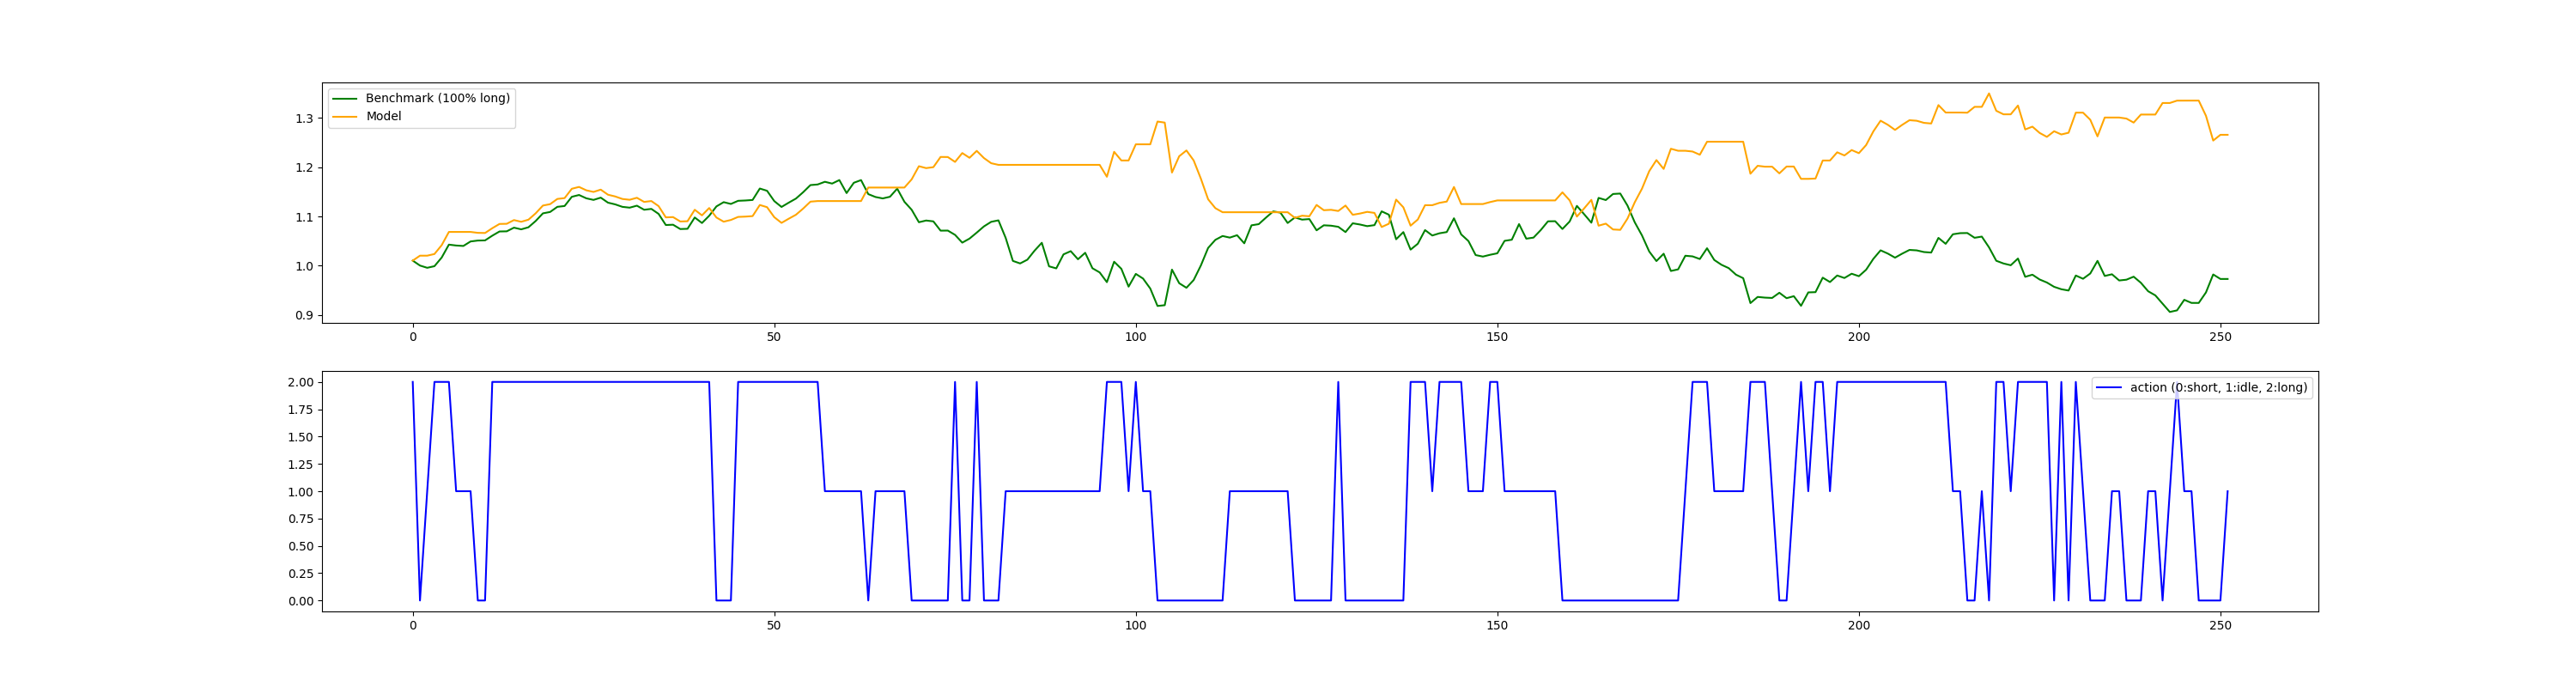 Benchmark (100% long)
Model
1.3
1.2
1.1
1.0
0.9
0 50 100 150 200 250
action (0:short, 1:idle, 2:long)
2.00
1.75
1.50
1.25
1.00
0.75
0.50
0.25
0.00
0 50 100 150 200 250